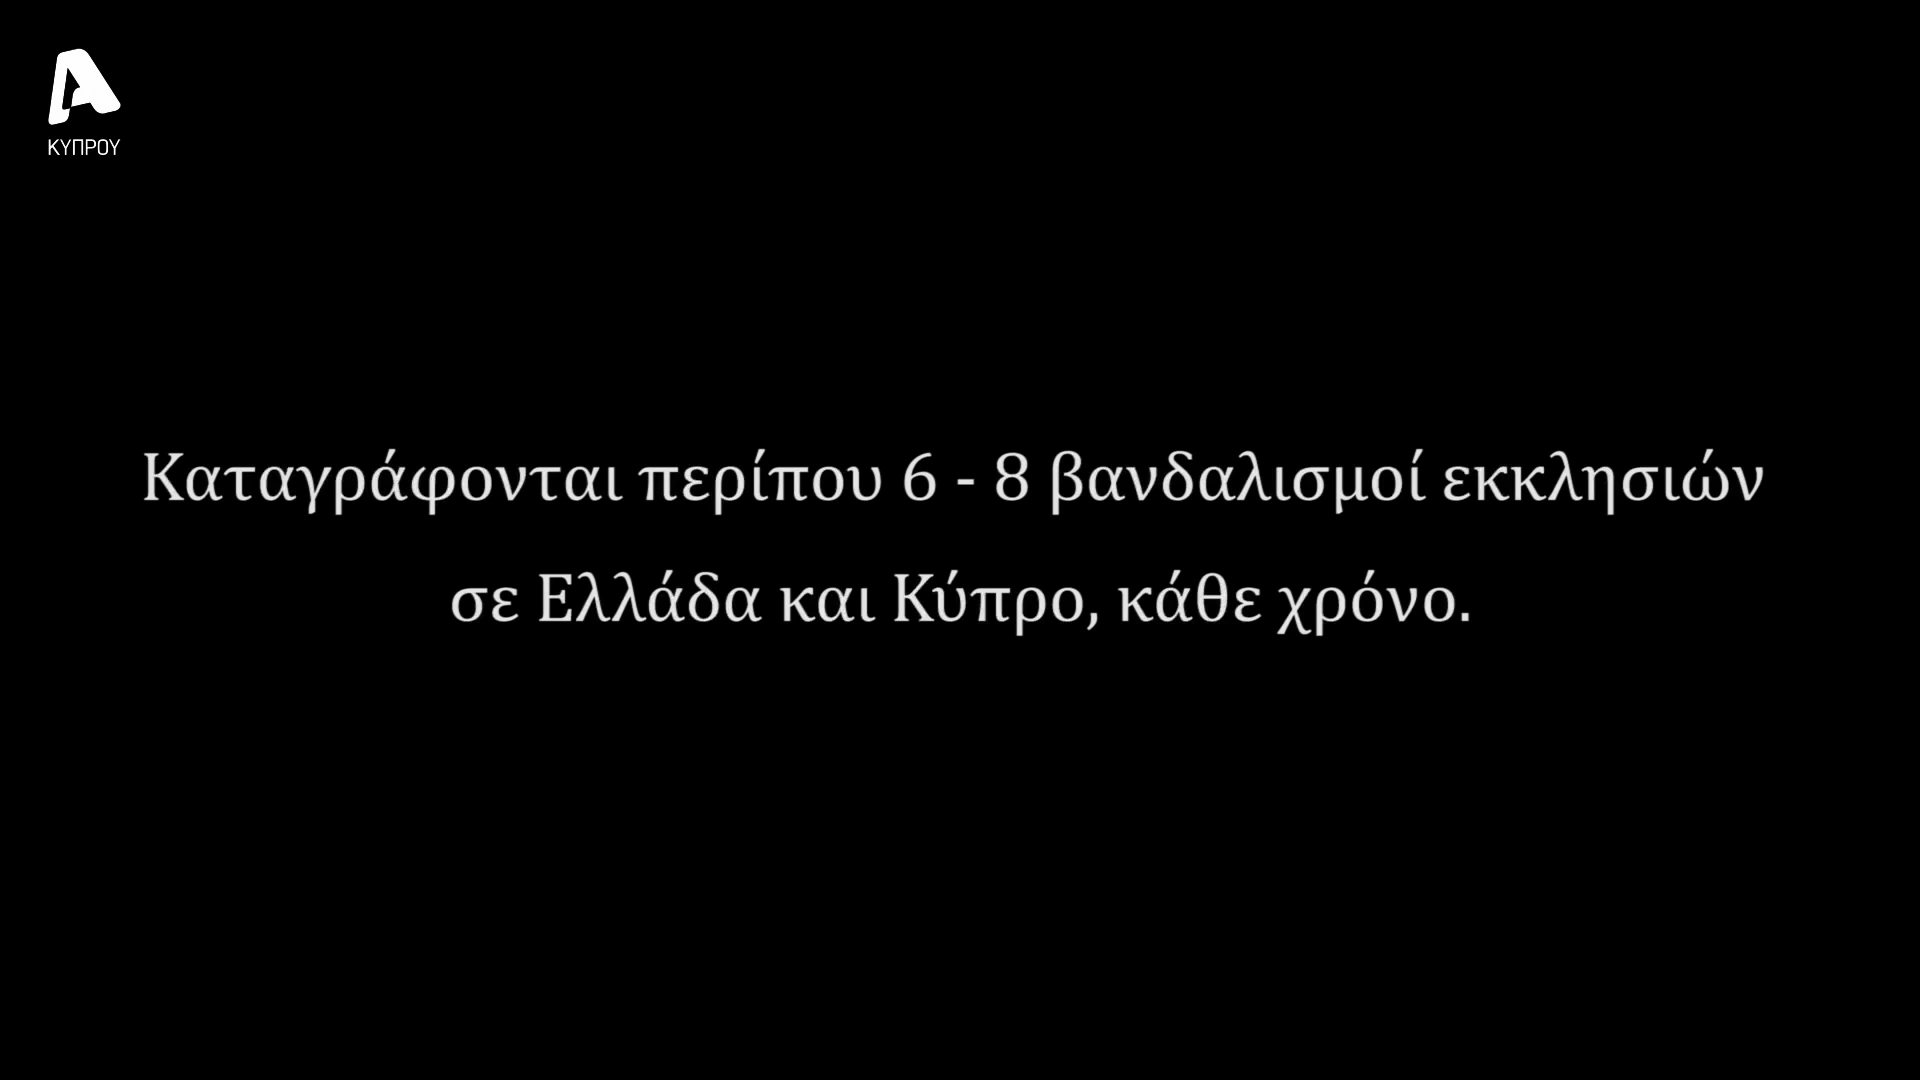 ΚΥΠΡΟΥ
Καταγράφονται περίπου 6 - 8 βανδαλισμοί εκκλησιών
σε Ελλάδα και Κύπρο, κάθε χρόνο.